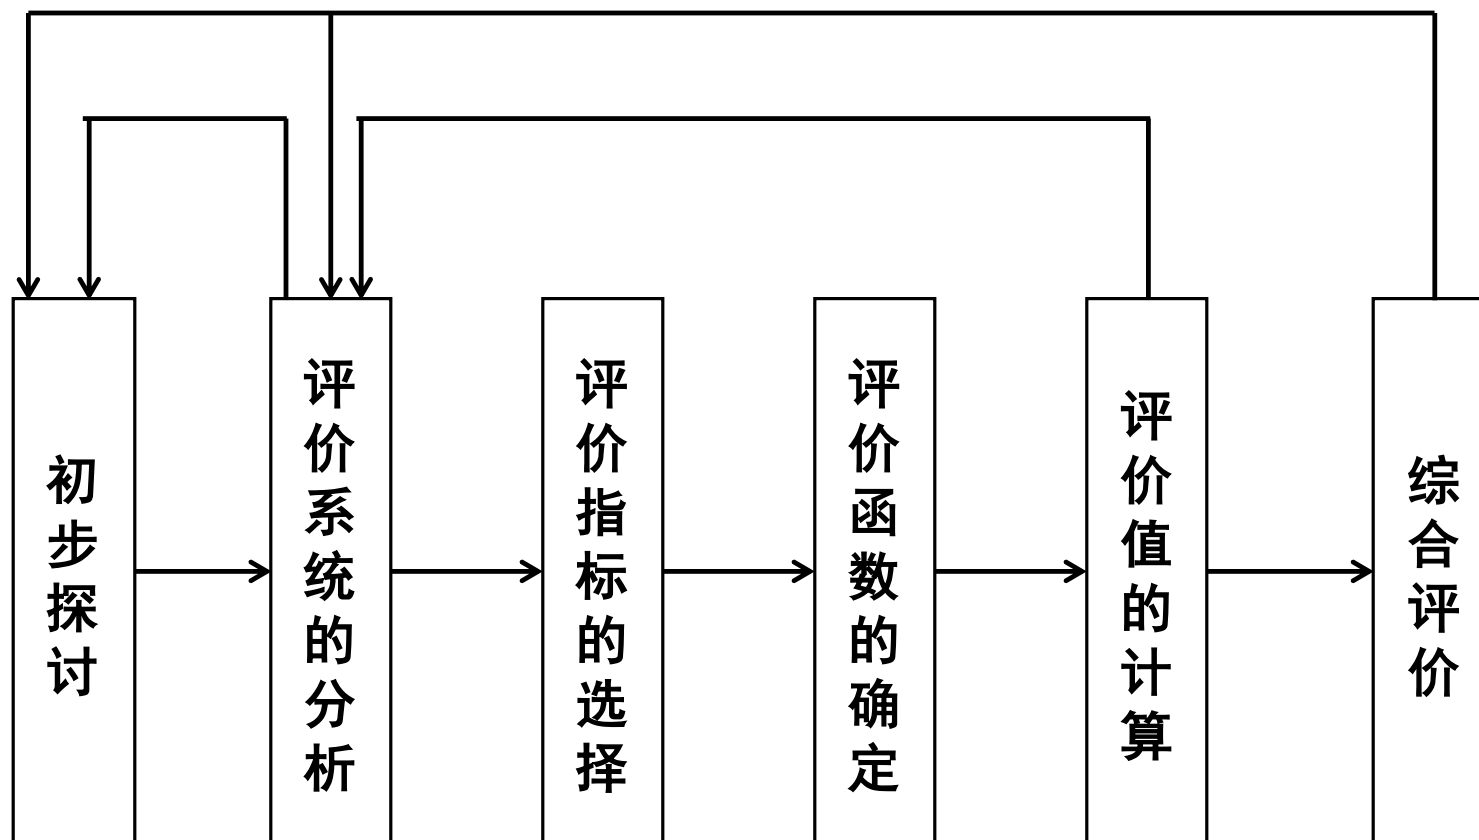 初步探讨
评价系统的分析
评价指标的选择
评价函数的确定
评价值的计算
综合评价